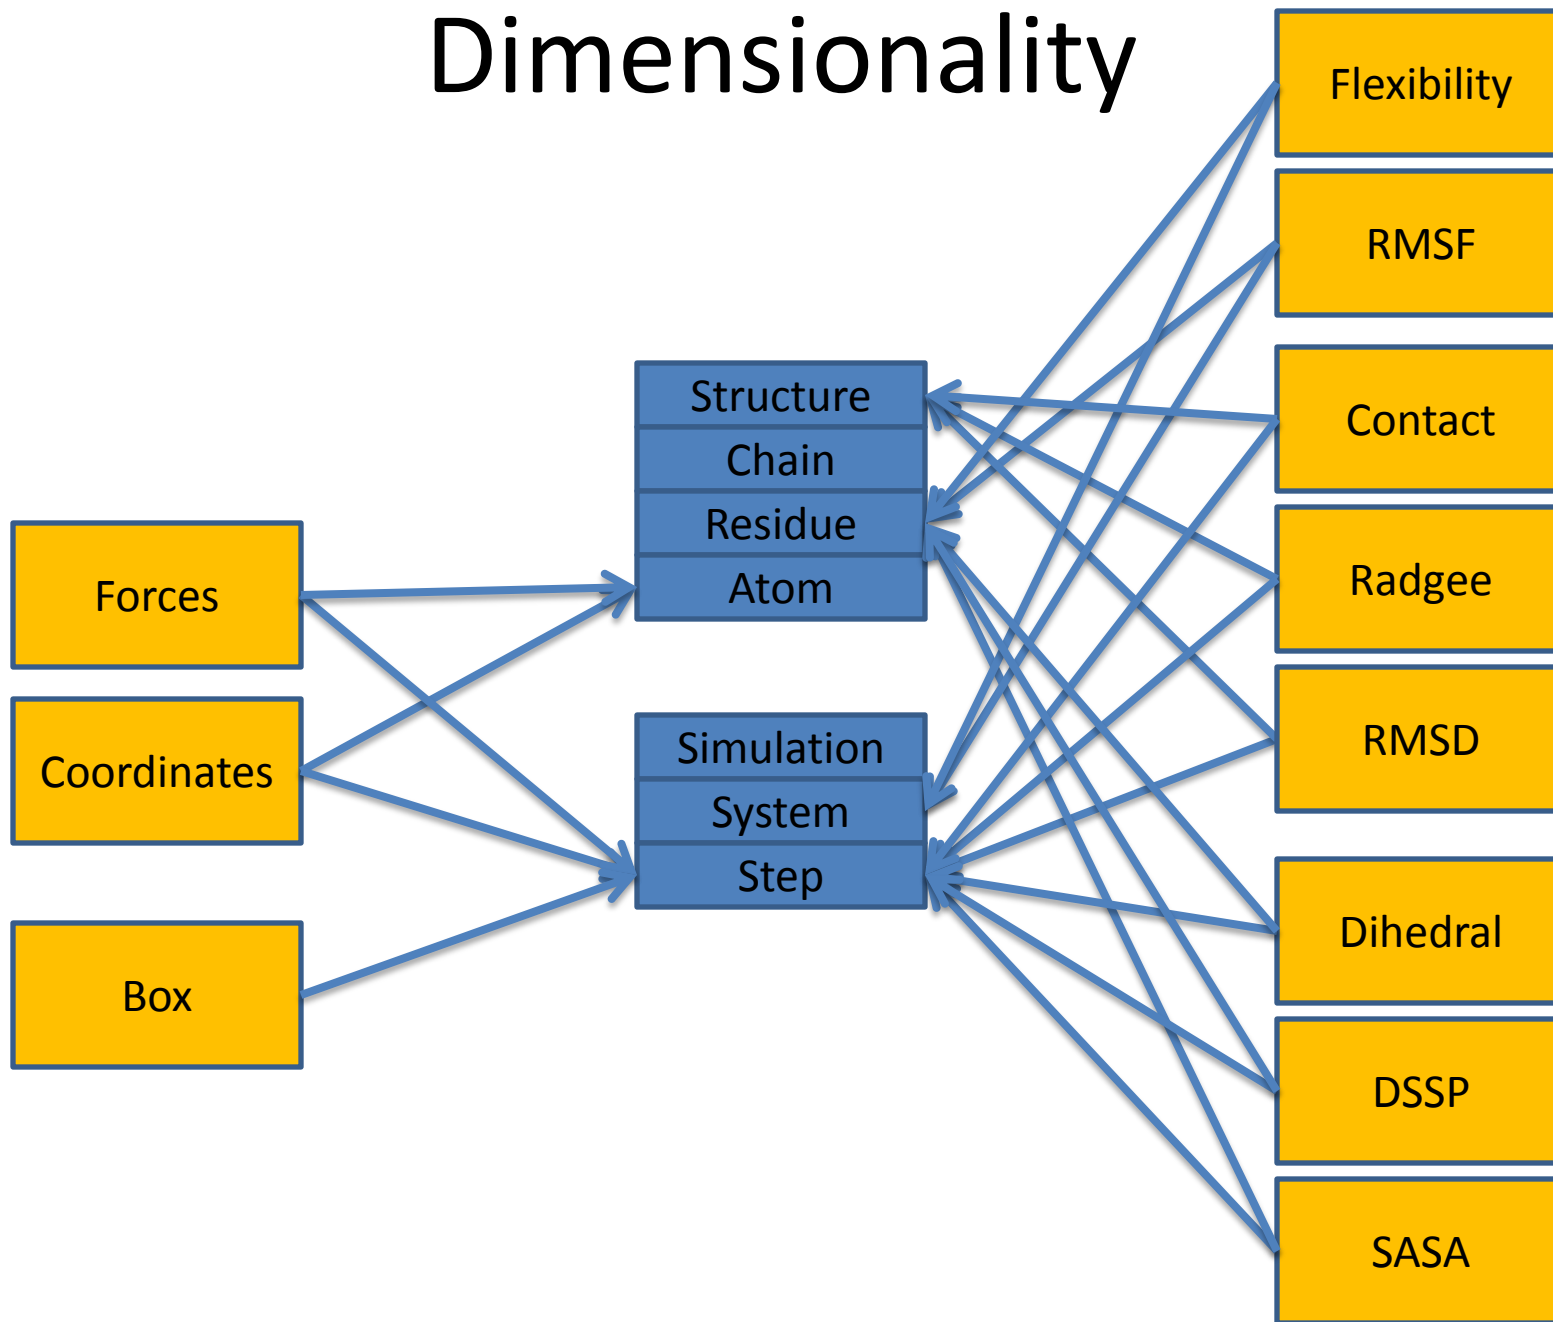 Dimensionality
Flexibility
RMSF
Contact
Radgee
RMSD
Dihedral
DSSP
SASA
Structure
Chain
Residue
Atom
Simulation
System
Step
Forces
Coordinates
Box